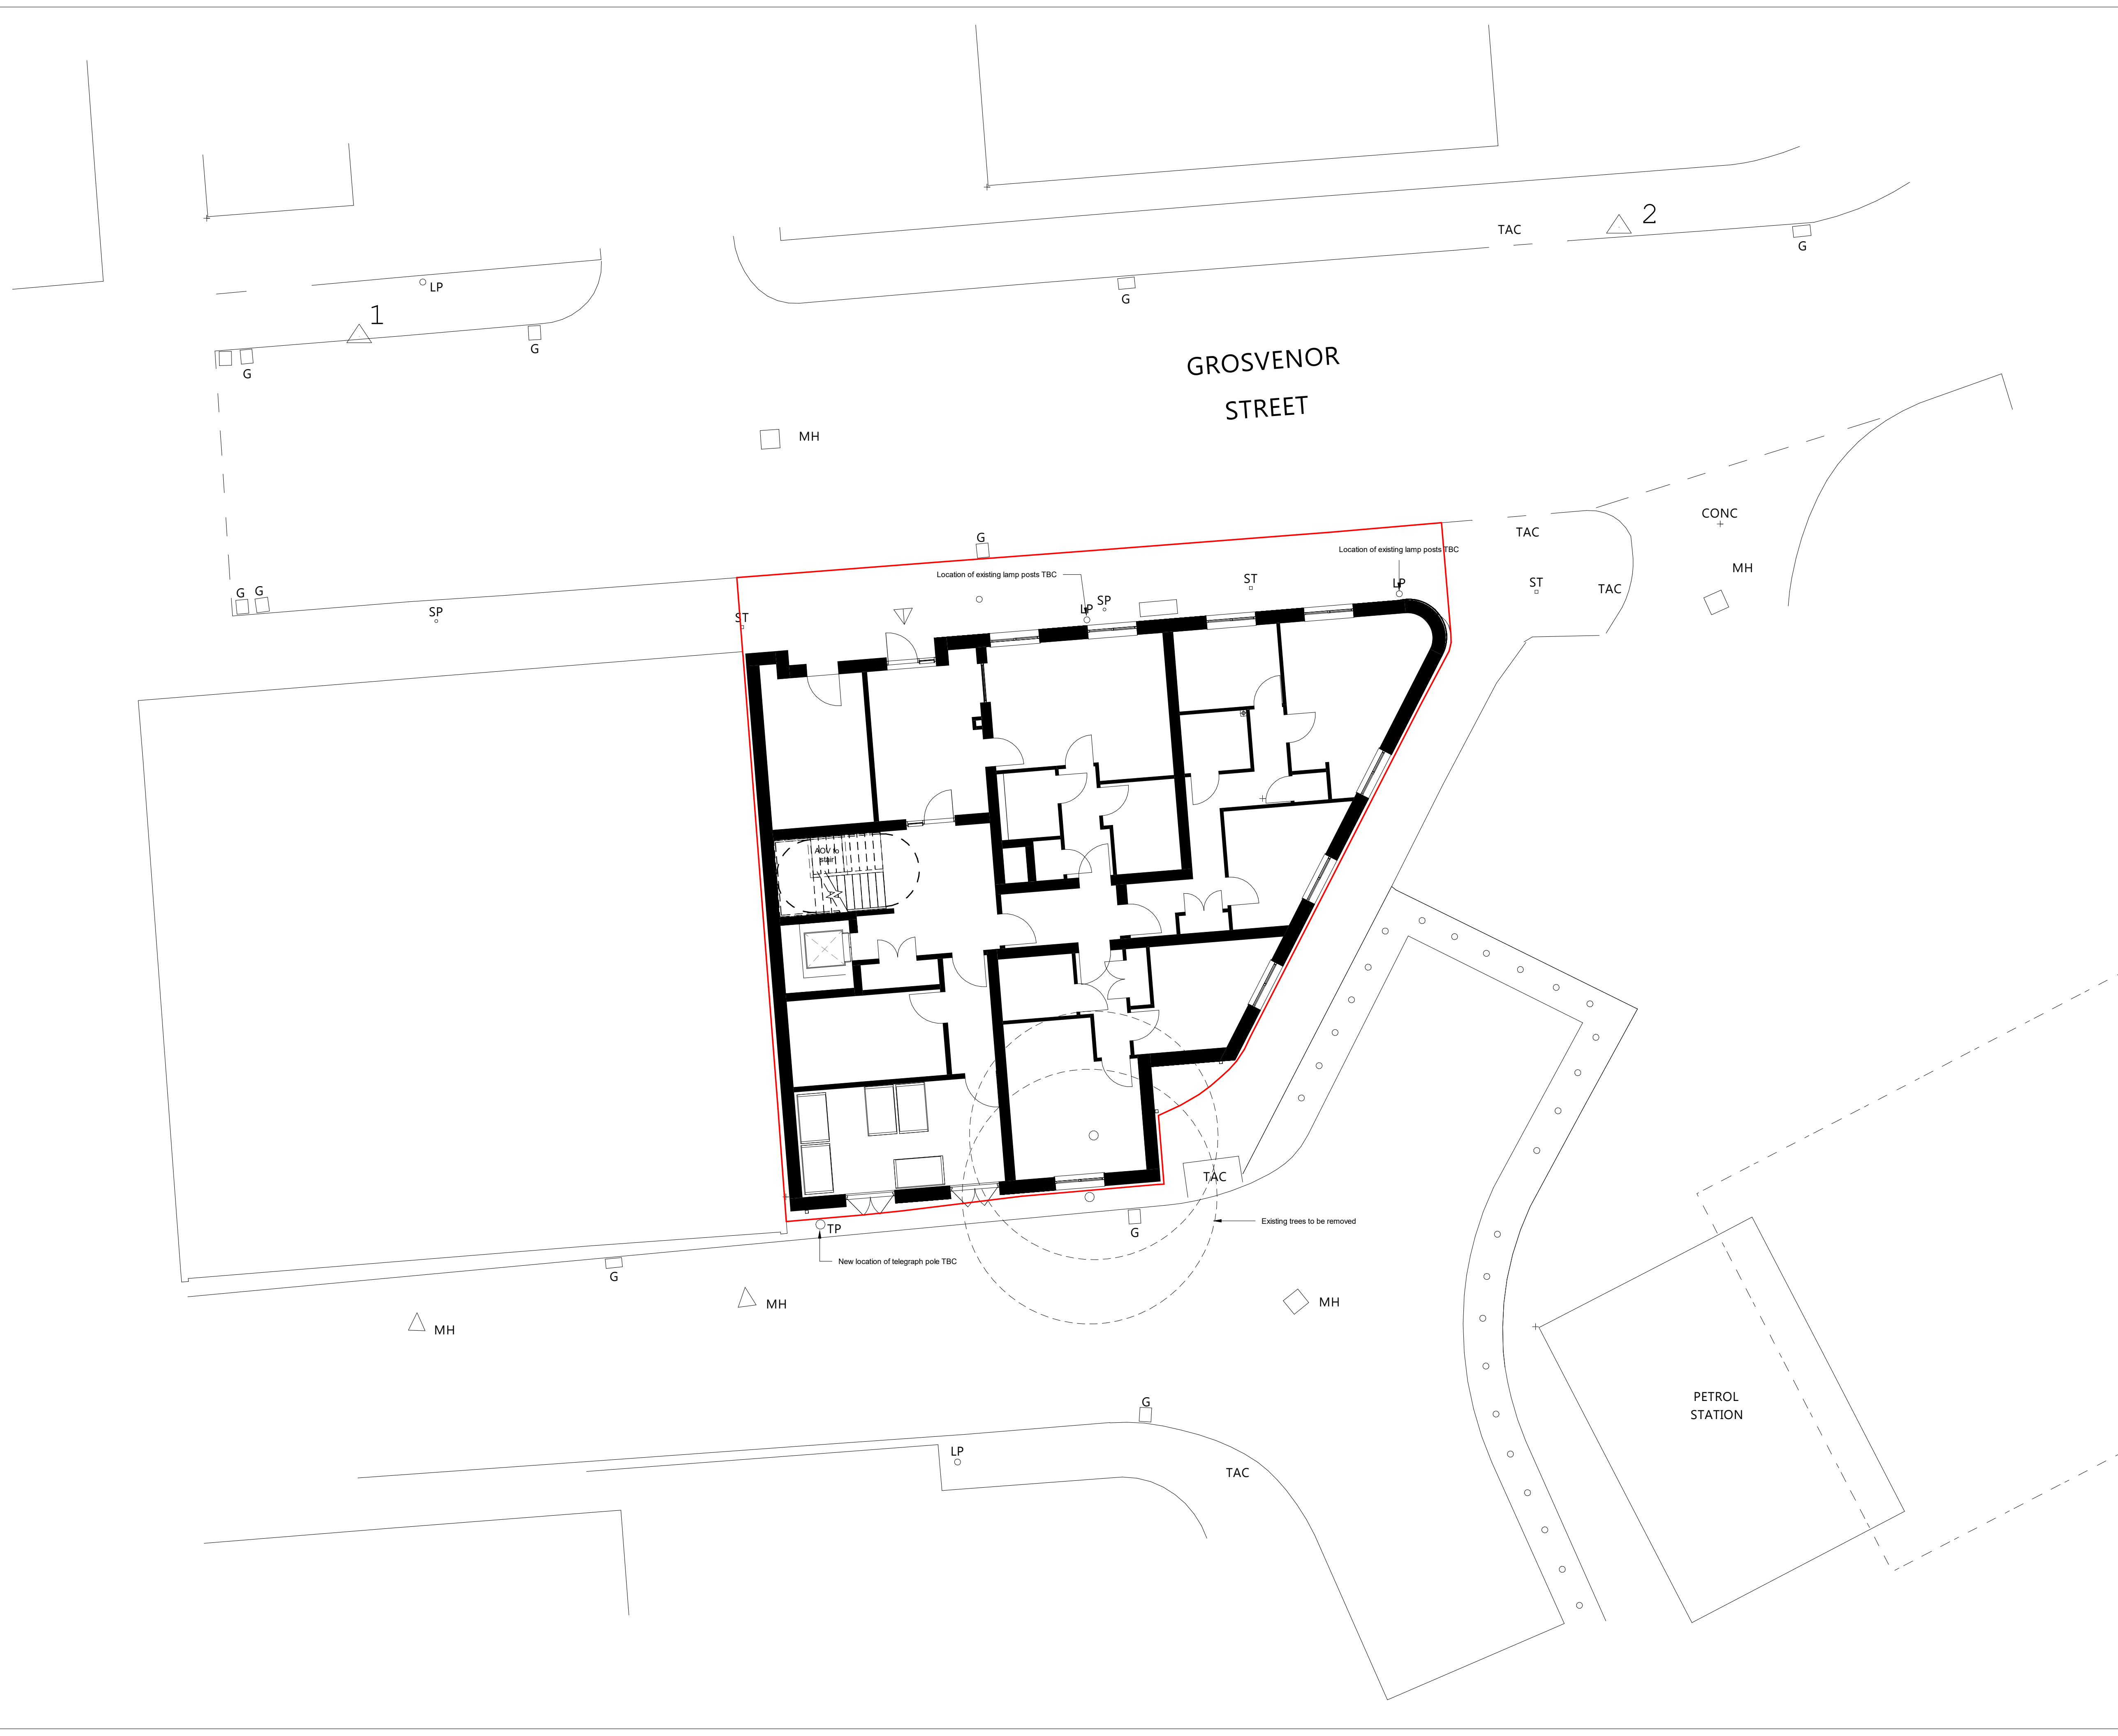 2
TAC
G
LP
1
G
G
G
GROSVENOR
STREET
MH
CONC
TAC
G
Location of existing lamp posts TBC
MH
Location of existing lamp posts TBC
ST
LP
ST
TAC
G
G
SP
LP
SP
ST
AOV to
stair
TAC
Existing trees to be removed
TP
G
New location of telegraph pole TBC
G
MH
MH
MH
PETROL
STATION
G
LP
TAC